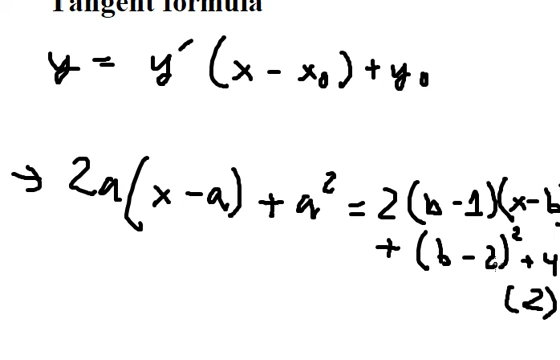 Tangent formula
y = y′ (x - x₀) + y₀
→ 2a(x - a) + a² = 2(b - 1)(x - b
+ (b - 2)² + 4
(2)